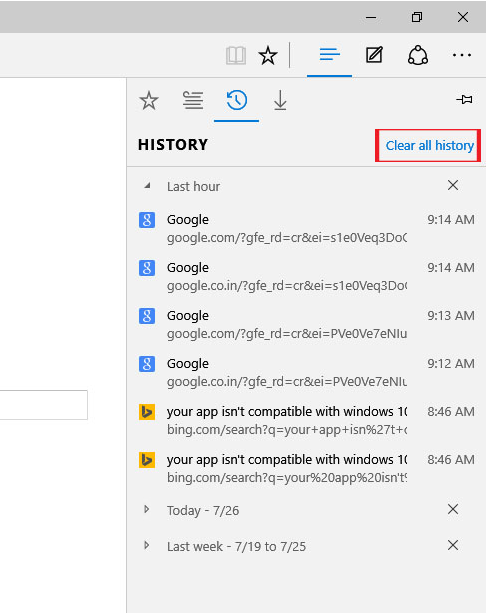 HISTORY
Clear all history
Last hour
Google 9:14 AM
google.com/?gfe_rd=cr&ei=s1e0Veq3Do
Google 9:14 AM
google.co.in/?gfe_rd=cr&ei=s1e0Veq3Do
Google 9:13 AM
google.com/?gfe_rd=cr&ei=PVe0Ve7eNIu
Google 9:12 AM
google.co.in/?gfe_rd=cr&ei=PVe0Ve7eNIu
your app isn't compatible with windows 10 8:46 AM
bing.com/search?q=your+app+isn%27t+c
your app isn't compatible with windows 10 8:46 AM
bing.com/search?q=your%20app%20isn't%
Today - 7/26
Last week - 7/19 to 7/25